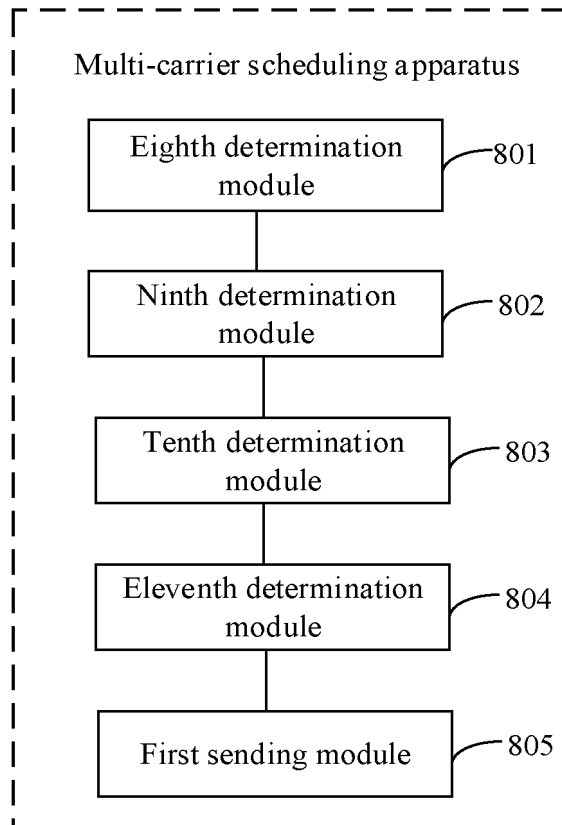 Multi-carrier scheduling apparatus
Eighth determination
module
801
Ninth determination
module
802
Tenth determination
module
803
Eleventh determination
module
804
First sending module
805